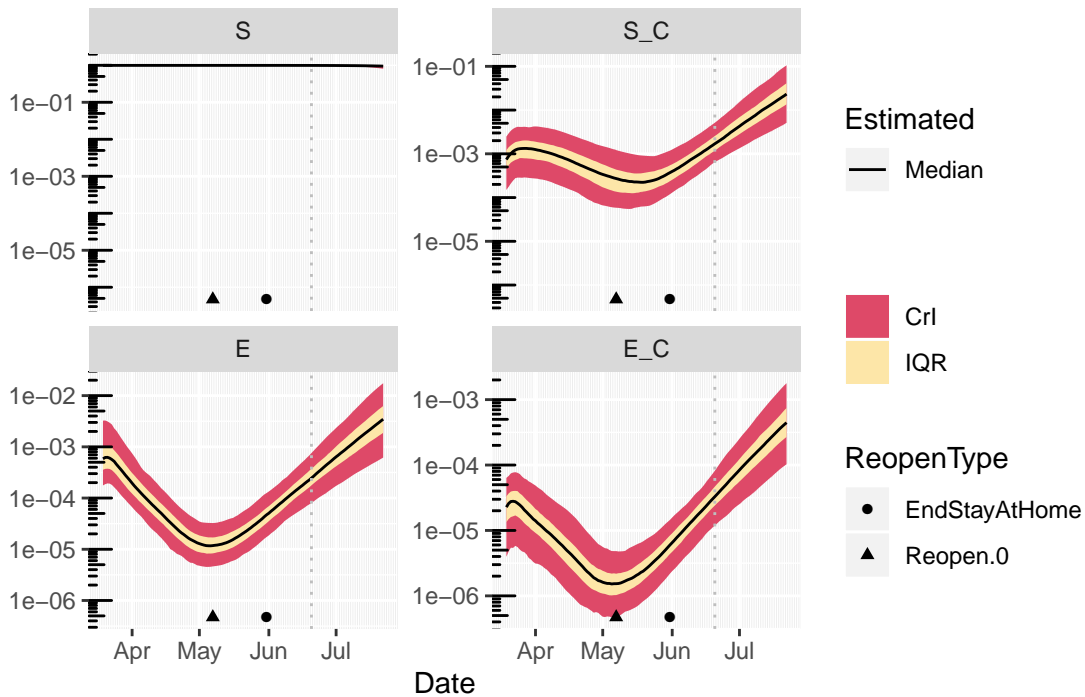 S
S_C
1e−01
1e−03
1e−05
1e−01
1e−03
1e−05
E
E_C
1e−02
1e−03
1e−04
1e−05
1e−06
1e−03
1e−04
1e−05
1e−06
Apr May Jun Jul
Apr May Jun Jul
Date
Estimated
Median
CrI
IQR
ReopenType
EndStayAtHome
Reopen.0